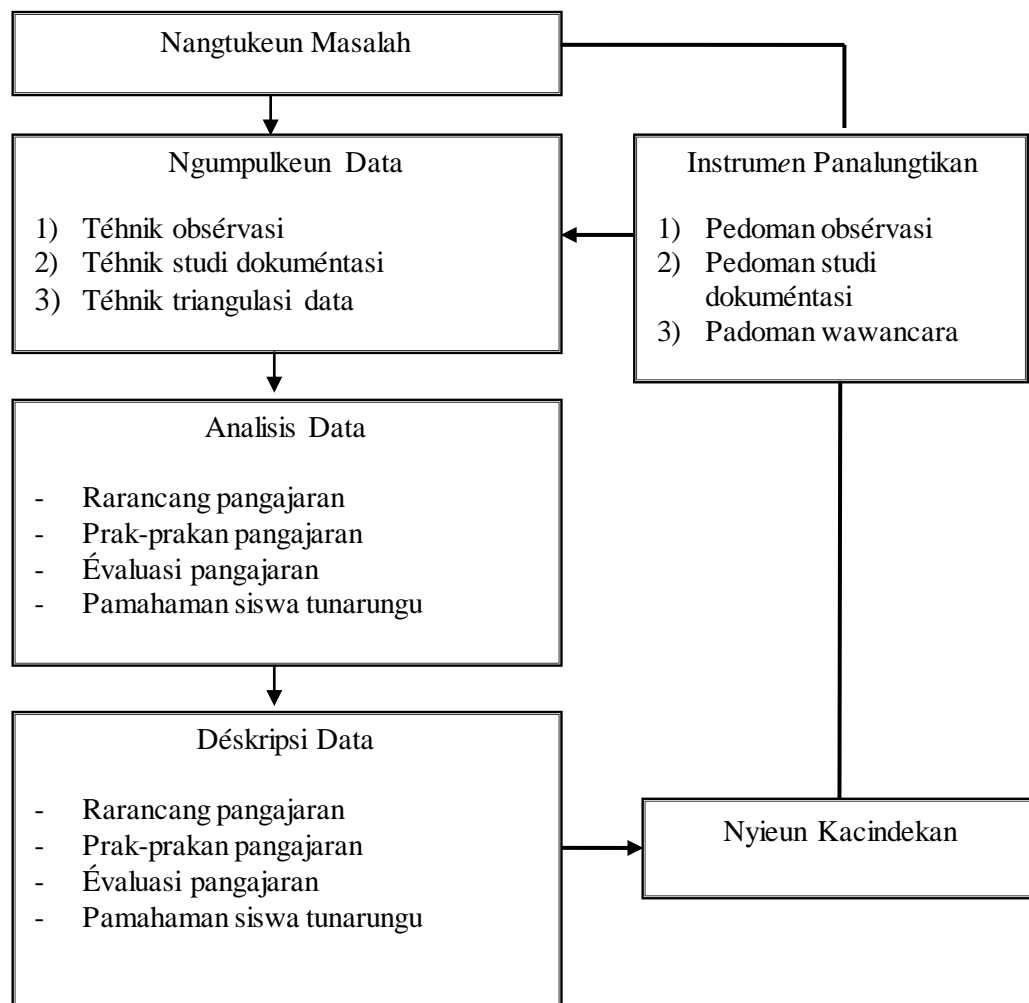 Nangtukeun Masalah
Ngumpulkeun Data
1) Téhnik obsérvasi
2) Téhnik studi dokuméntasi
3) Téhnik triangulasi data
Instrumen Panalungtikan
1) Pedoman obsérvasi
2) Pedoman studi
dokuméntasi
3) Padoman wawancara
Analisis Data
- Rarancang pangajaran
- Prak-prakan pangajaran
- Évaluasi pangajaran
- Pamahaman siswa tunarungu
Déskripsi Data
- Rarancang pangajaran
- Prak-prakan pangajaran
- Évaluasi pangajaran
- Pamahaman siswa tunarungu
Nyieun Kacindekan